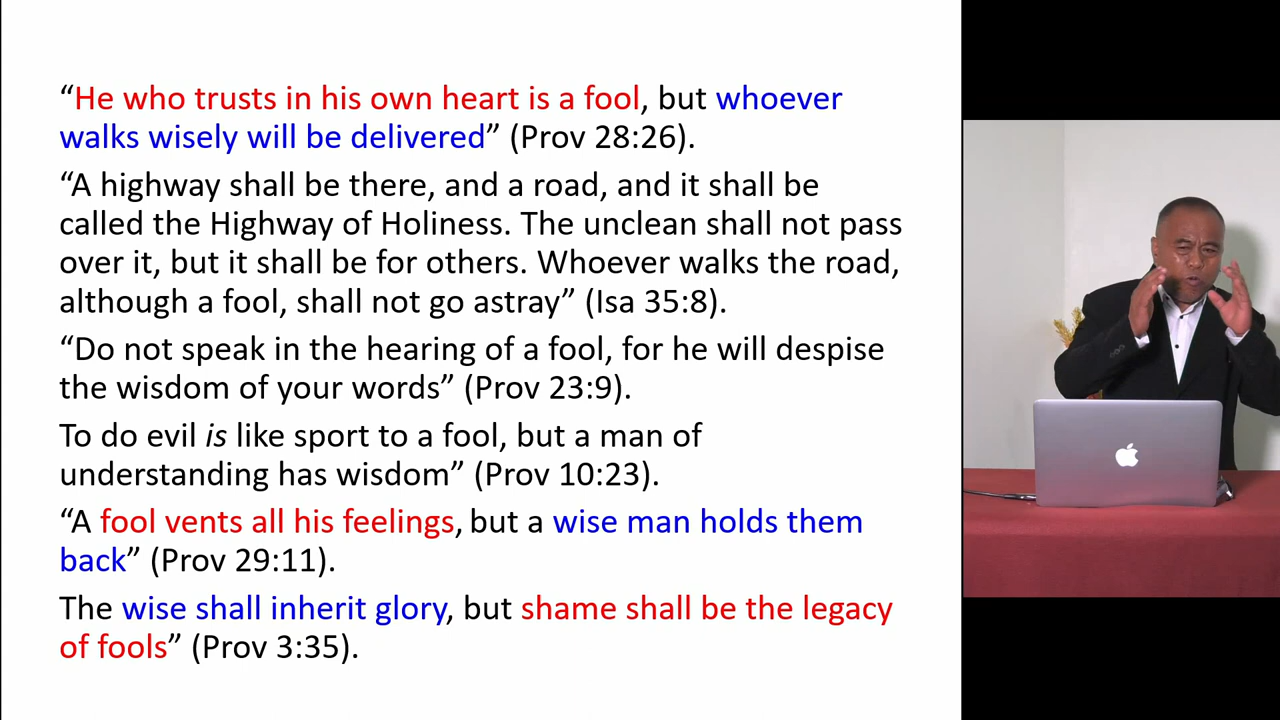 “He who trusts in his own heart is a fool, but whoever
walks wisely will be delivered” (Prov 28:26).
“A highway shall be there, and a road, and it shall be
called the Highway of Holiness. The unclean shall not pass
over it, but it shall be for others. Whoever walks the road,
although a fool, shall not go astray” (Isa 35:8).
“Do not speak in the hearing of a fool, for he will despise
the wisdom of your words” (Prov 23:9).
To do evil is like sport to a fool, but a man of
understanding has wisdom” (Prov 10:23).
“A fool vents all his feelings, but a wise man holds them
back” (Prov 29:11).
The wise shall inherit glory, but shame shall be the legacy
of fools” (Prov 3:35).